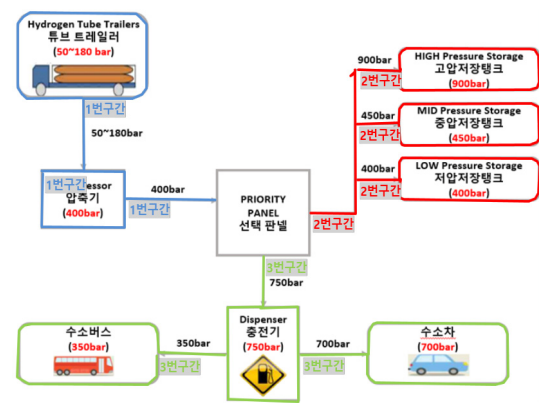 Hydrogen Tube Trailers
튜브 트레일러
(50~180 bar)
1번구간
50~180bar
1번구간
essor
압축기
(400bar)
400bar
1번구간
PRIORITY
PANEL
선택 판넬
2번구간
900bar
2번구간
HIGH Pressure Storage
고압저장탱크
(900bar)
450bar
2번구간
MID Pressure Storage
중압저장탱크
(450bar)
400bar
2번구간
LOW Pressure Storage
저압저장탱크
(400bar)
3번구간
750bar
Dispenser
충전기
(750bar)
수소버스
(350bar)
350bar
3번구간
700bar
3번구간
수소차
(700bar)